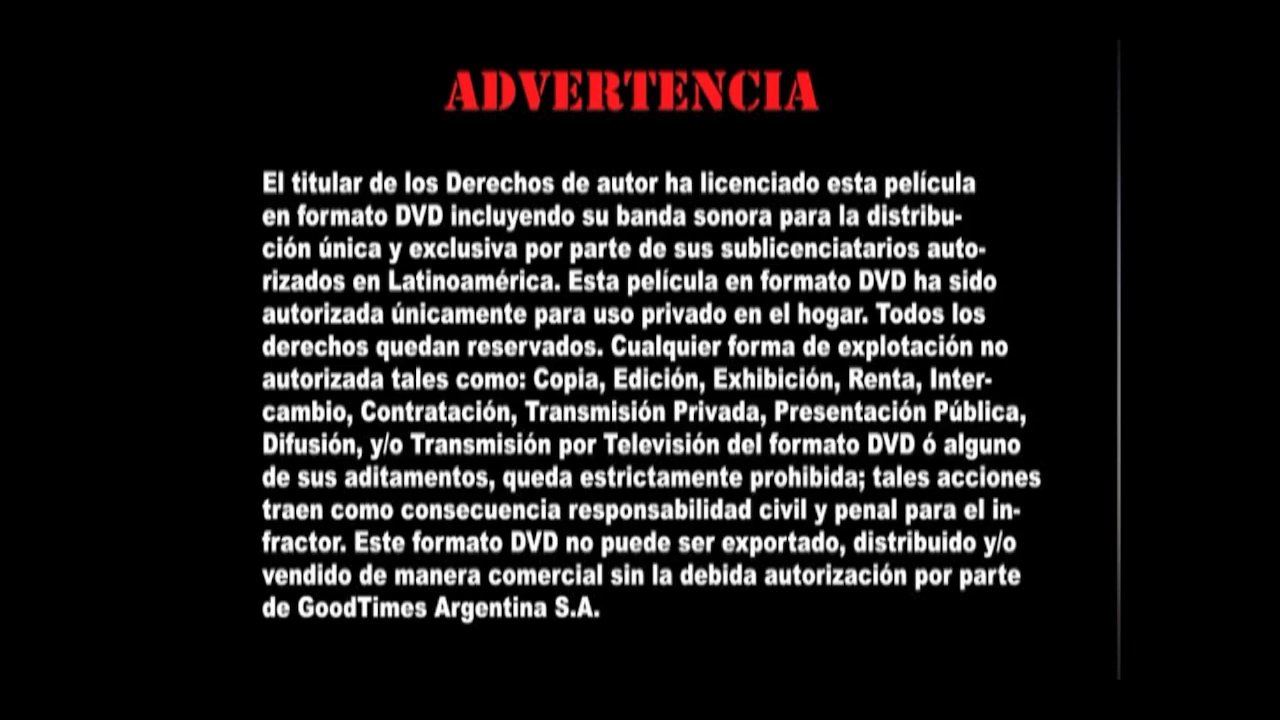 ADVERTENCIA
El titular de los Derechos de autor ha licenciado esta película
en formato DVD incluyendo su banda sonora para la distribu-
ción única y exclusiva por parte de sus sublicenciatarios auto-
rizados en Latinoamérica. Esta película en formato DVD ha sido
autorizada únicamente para uso privado en el hogar. Todos los
derechos quedan reservados. Cualquier forma de explotación no
autorizada tales como: Copia, Edición, Exhibición, Renta, Inter-
cambio, Contratación, Transmisión Privada, Presentación Pública,
Difusión, y/o Transmisión por Televisión del formato DVD ó alguno
de sus aditamentos, queda estrictamente prohibida; tales acciones
traen como consecuencia responsabilidad civil y penal para el in-
fractor. Este formato DVD no puede ser exportado, distribuido y/o
vendido de manera comercial sin la debida autorización por parte
de GoodTimes Argentina S.A.